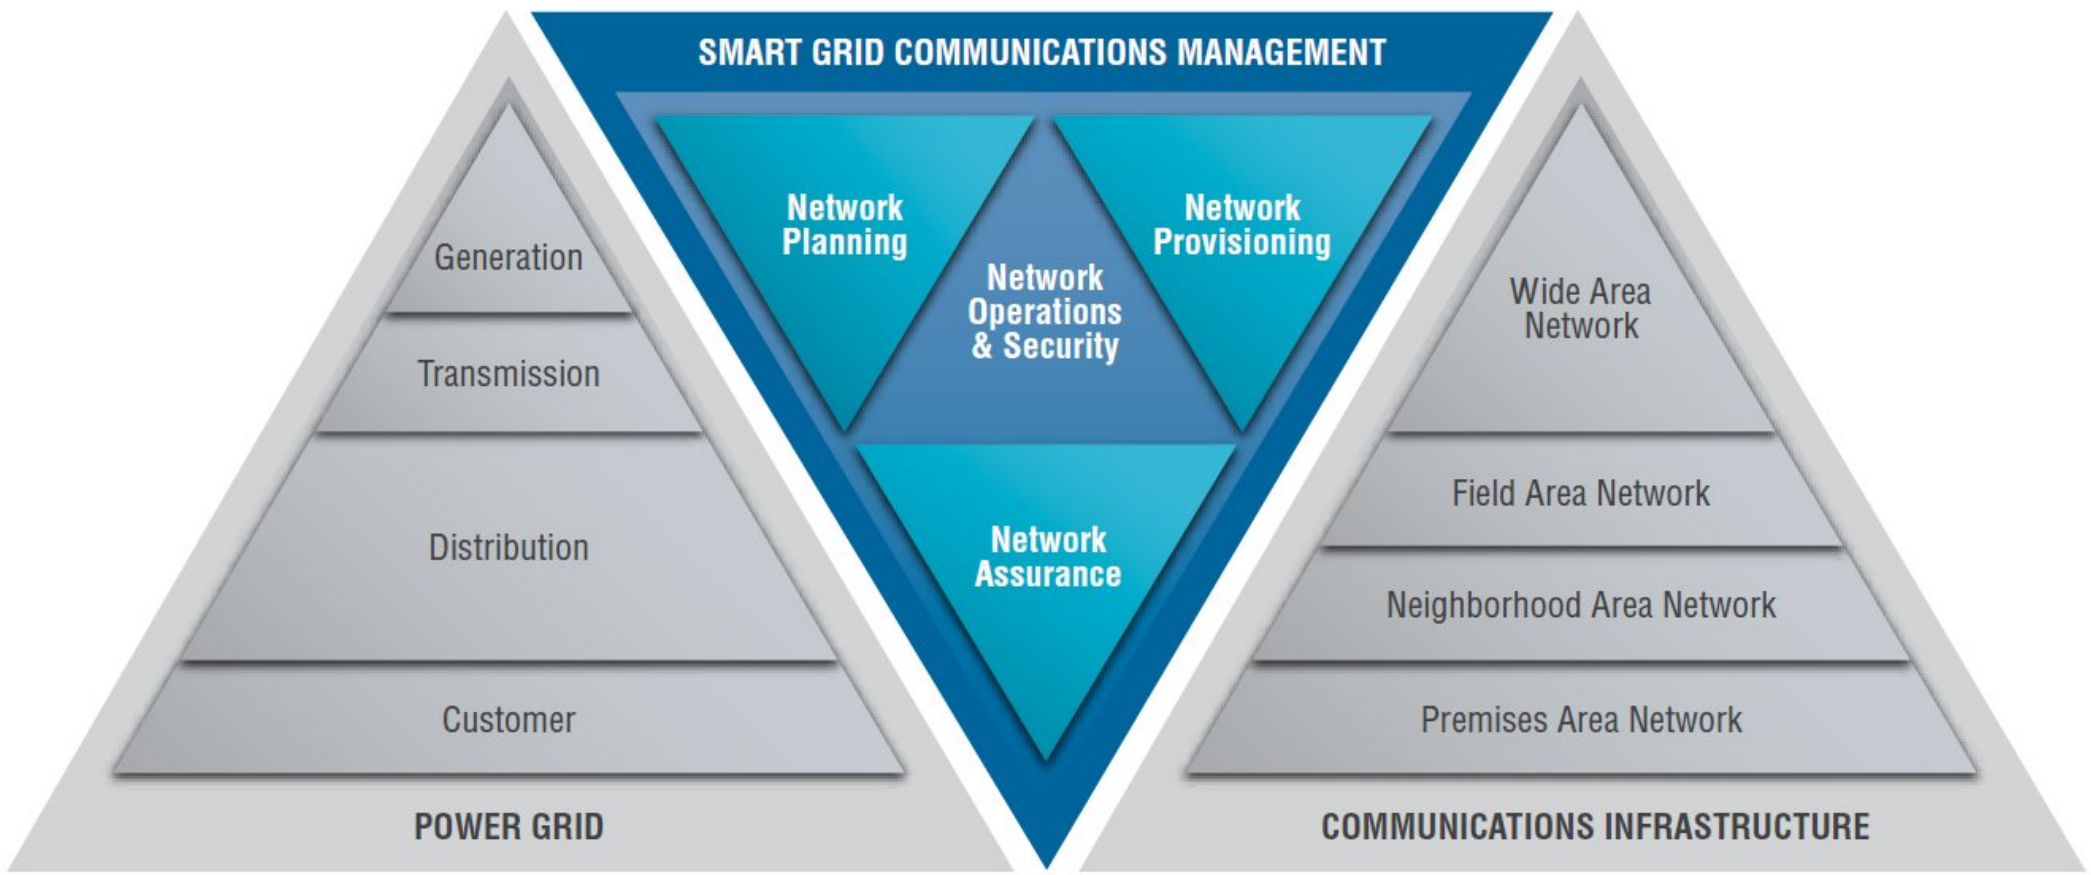 SMART GRID COMMUNICATIONS MANAGEMENT
Generation
Transmission
Distribution
Customer
POWER GRID
Network
Planning
Network
Operations
& Security
Network
Provisioning
Network
Assurance
Wide Area
Network
Field Area Network
Neighborhood Area Network
Premises Area Network
COMMUNICATIONS INFRASTRUCTURE